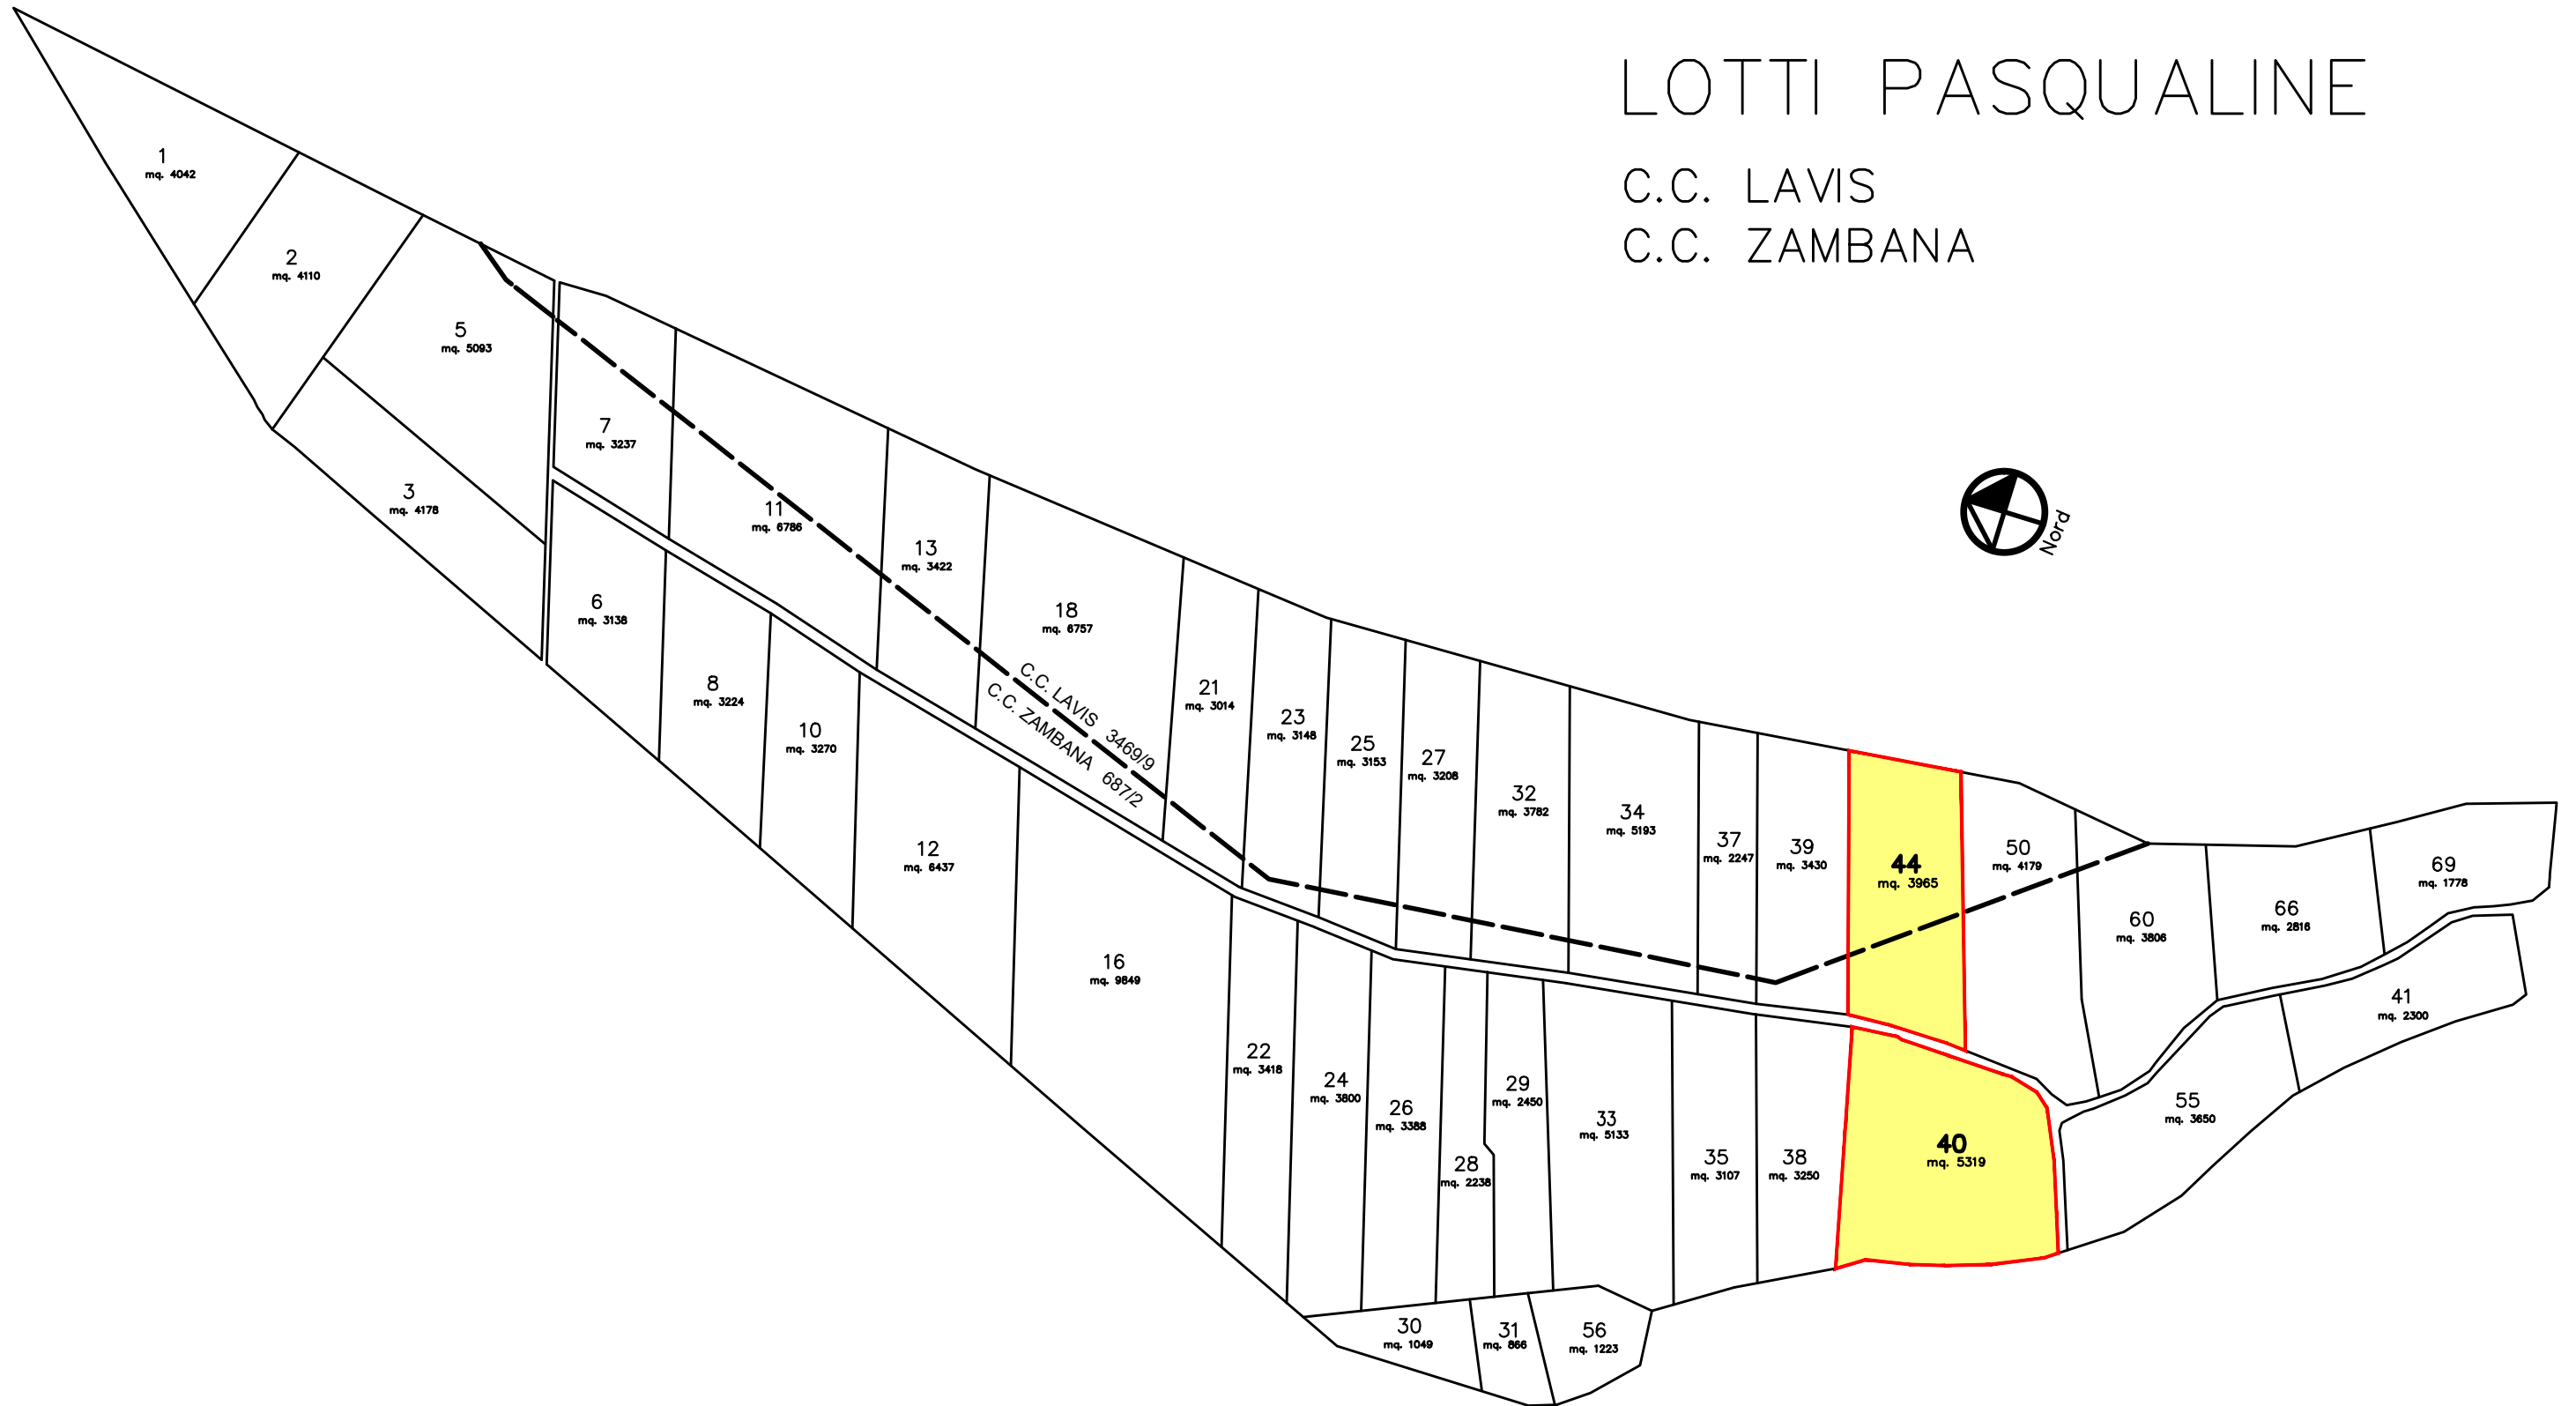 LOTTI PASQUALINE
C.C. LAVIS
C.C. ZAMBANA
1
mq. 4042
2
mq. 4110
5
mq. 5093
3
mq. 4178
7
mq. 3237
11
mq. 6786
13
mq. 3422
18
mq. 6757
21
mq. 3014
23
mq. 3148
25
mq. 3153
27
mq. 3208
32
mq. 3782
34
mq. 5193
37
mq. 2247
39
mq. 3430
44
mq. 3965
50
mq. 4179
60
mq. 3806
66
mq. 2816
69
mq. 1778
Nord
C.C. LAVIS 3469/9
C.C. ZAMBANA 687/2
6
mq. 3138
8
mq. 3224
10
mq. 3270
12
mq. 6437
16
mq. 9849
22
mq. 3418
24
mq. 3800
26
mq. 3388
28
mq. 2238
29
mq. 2450
33
mq. 5133
35
mq. 3107
38
mq. 3250
40
mq. 5319
55
mq. 3650
41
mq. 2300
30
mq. 1049
31
mq. 866
56
mq. 1223